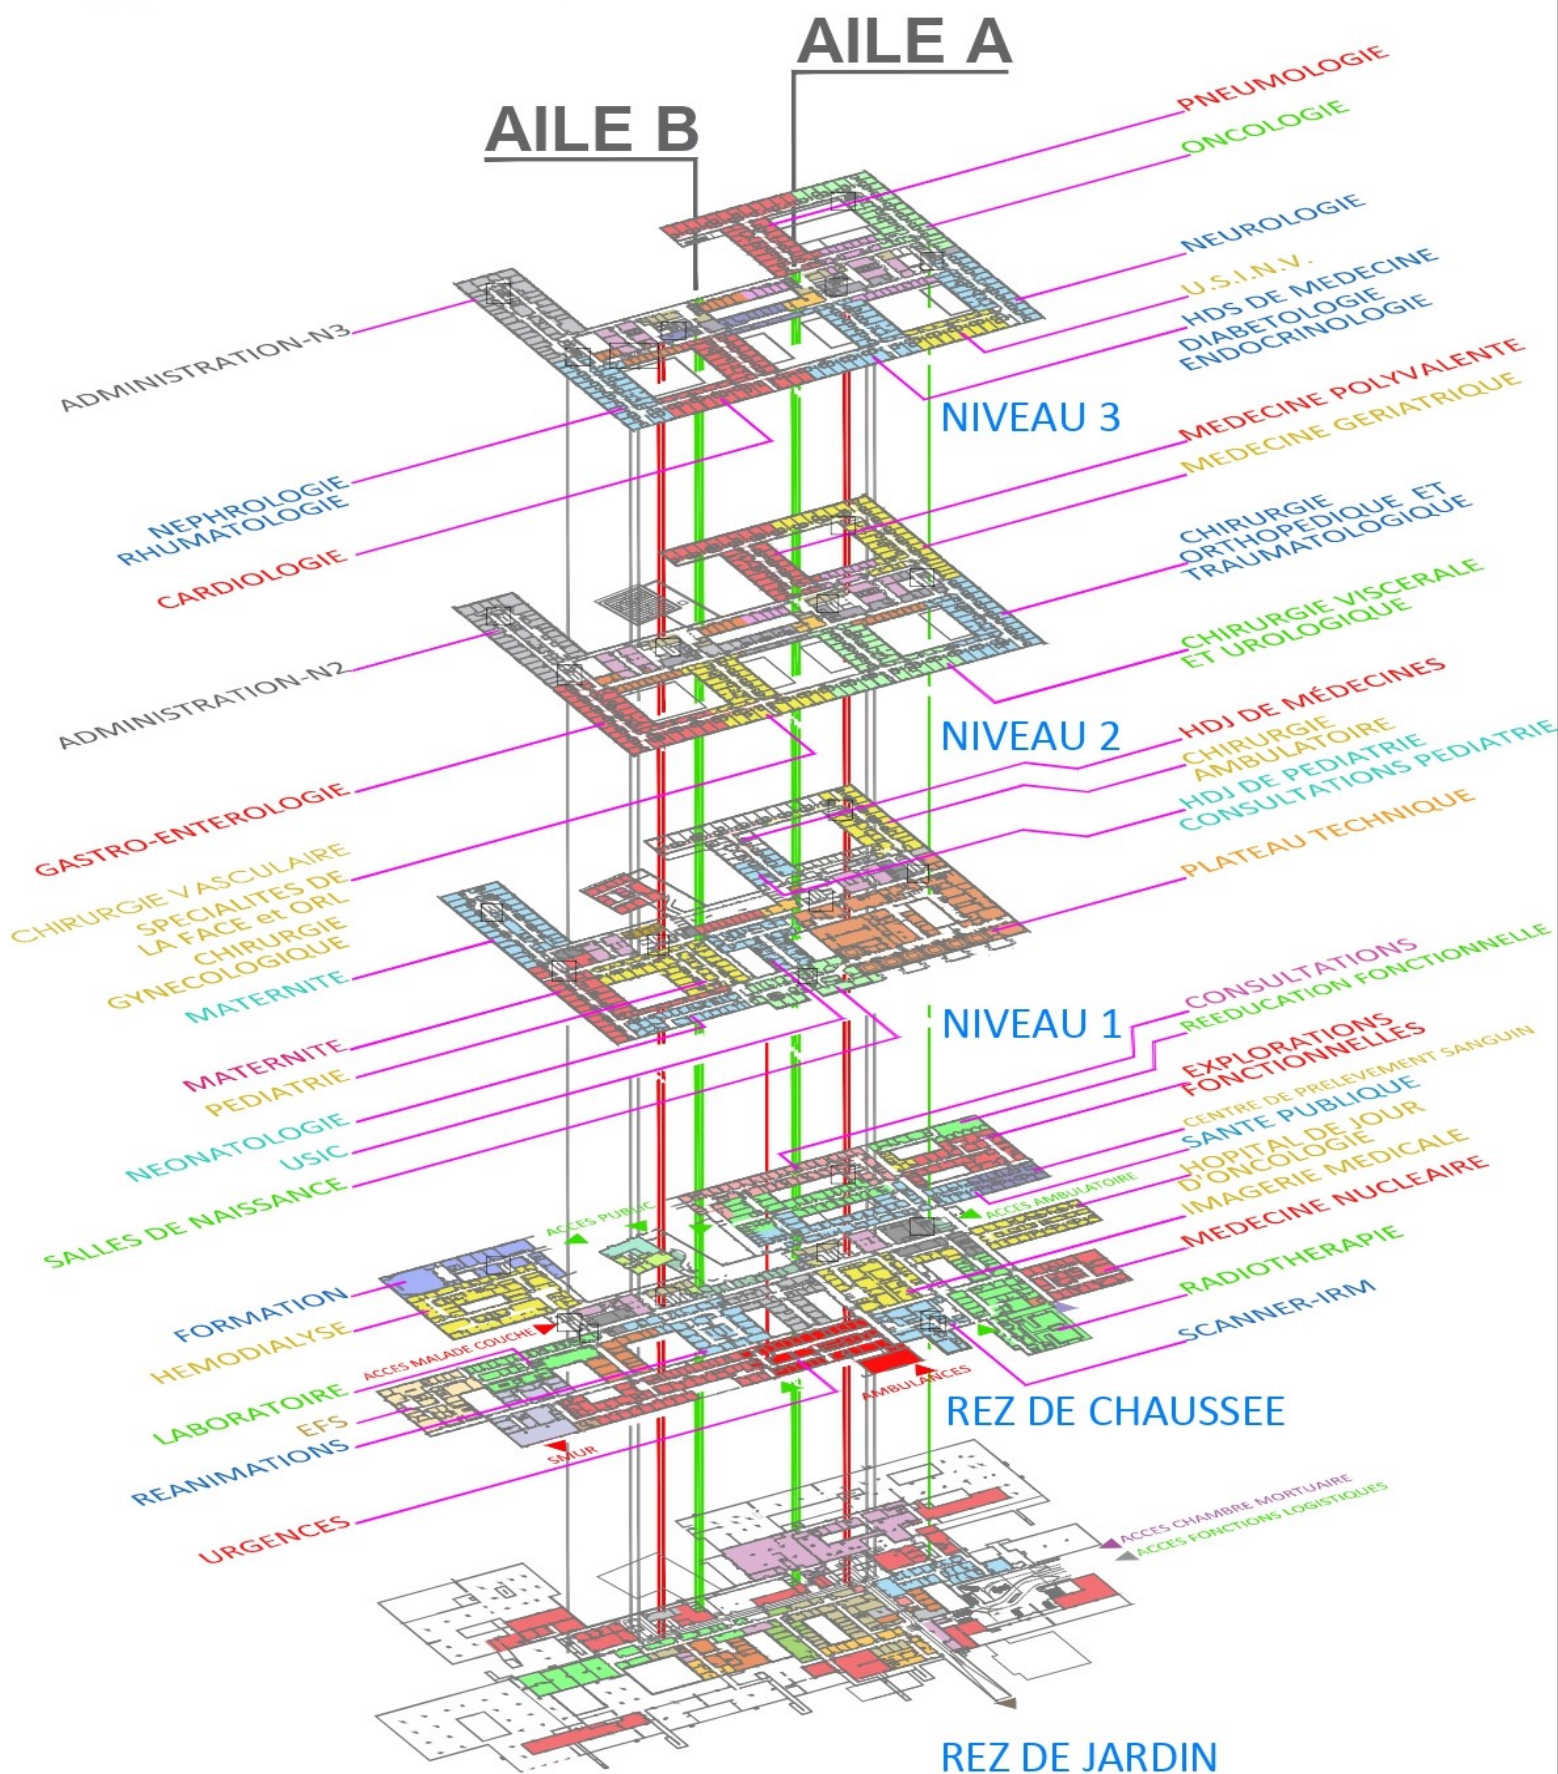 AILE A
AILE B
PNEUMOLOGIE
ONCOLOGIE
NEUROLOGIE
U.S.I.N.V.
HDS DE MEDECINE
DIABETOLOGIE
ENDOCRINOLOGIE
ADMINISTRATION-N3
NIVEAU 3
NEPHROLOGIE
RHUMATOLOGIE
CARDIOLOGIE
MEDECINE POLYVALENTE
MEDECINE GERIATRIQUE
CHIRURGIE
ORTHOPEDIQUE ET
TRAUMATOLOGIQUE
CHIRURGIE VISCERALE
ET UROLOGIQUE
ADMINISTRATION-N2
NIVEAU 2
GASTRO-ENTEROLOGIE
CHIRURGIE VASCULAIRE
SPECIALITES DE
LA FACE et ORL
CHIRURGIE
GYNECOLOGIQUE
HDJ DE MÉDECINES
CHIRURGIE
AMBULATOIRE
HDJ DE PEDIATRIE
CONSULTATIONS PEDIATRIE
PLATEAU TECHNIQUE
MATERNITE
MATERNITE
PEDIATRIE
NEONATOLOGIE
USIC
SALLES DE NAISSANCE
NIVEAU 1
CONSULTATIONS
REEDUCATION FONCTIONNELLE
EXPLORATIONS
FONCTIONNELLES
CENTRE DE PRELEVEMENT SANGUIN
SANTE PUBLIQUE
HOPITAL DE JOUR
D'ONCOLOGIE
IMAGERIE MEDICALE
MEDECINE NUCLEAIRE
RADIOTHERAPIE
SCANNER-IRM
ACCES PUBLIC
ACCES AMBULATOIRE
FORMATION
HEMODIALYSE
ACCES MALADE COUCHE
LABORATOIRE
EFS
REANIMATIONS
URGENCES
SMUR
AMBULANCES
REZ DE CHAUSSEE
ACCES CHAMBRE MORTUAIRE
ACCES FONCTIONS LOGISTIQUES
REZ DE JARDIN